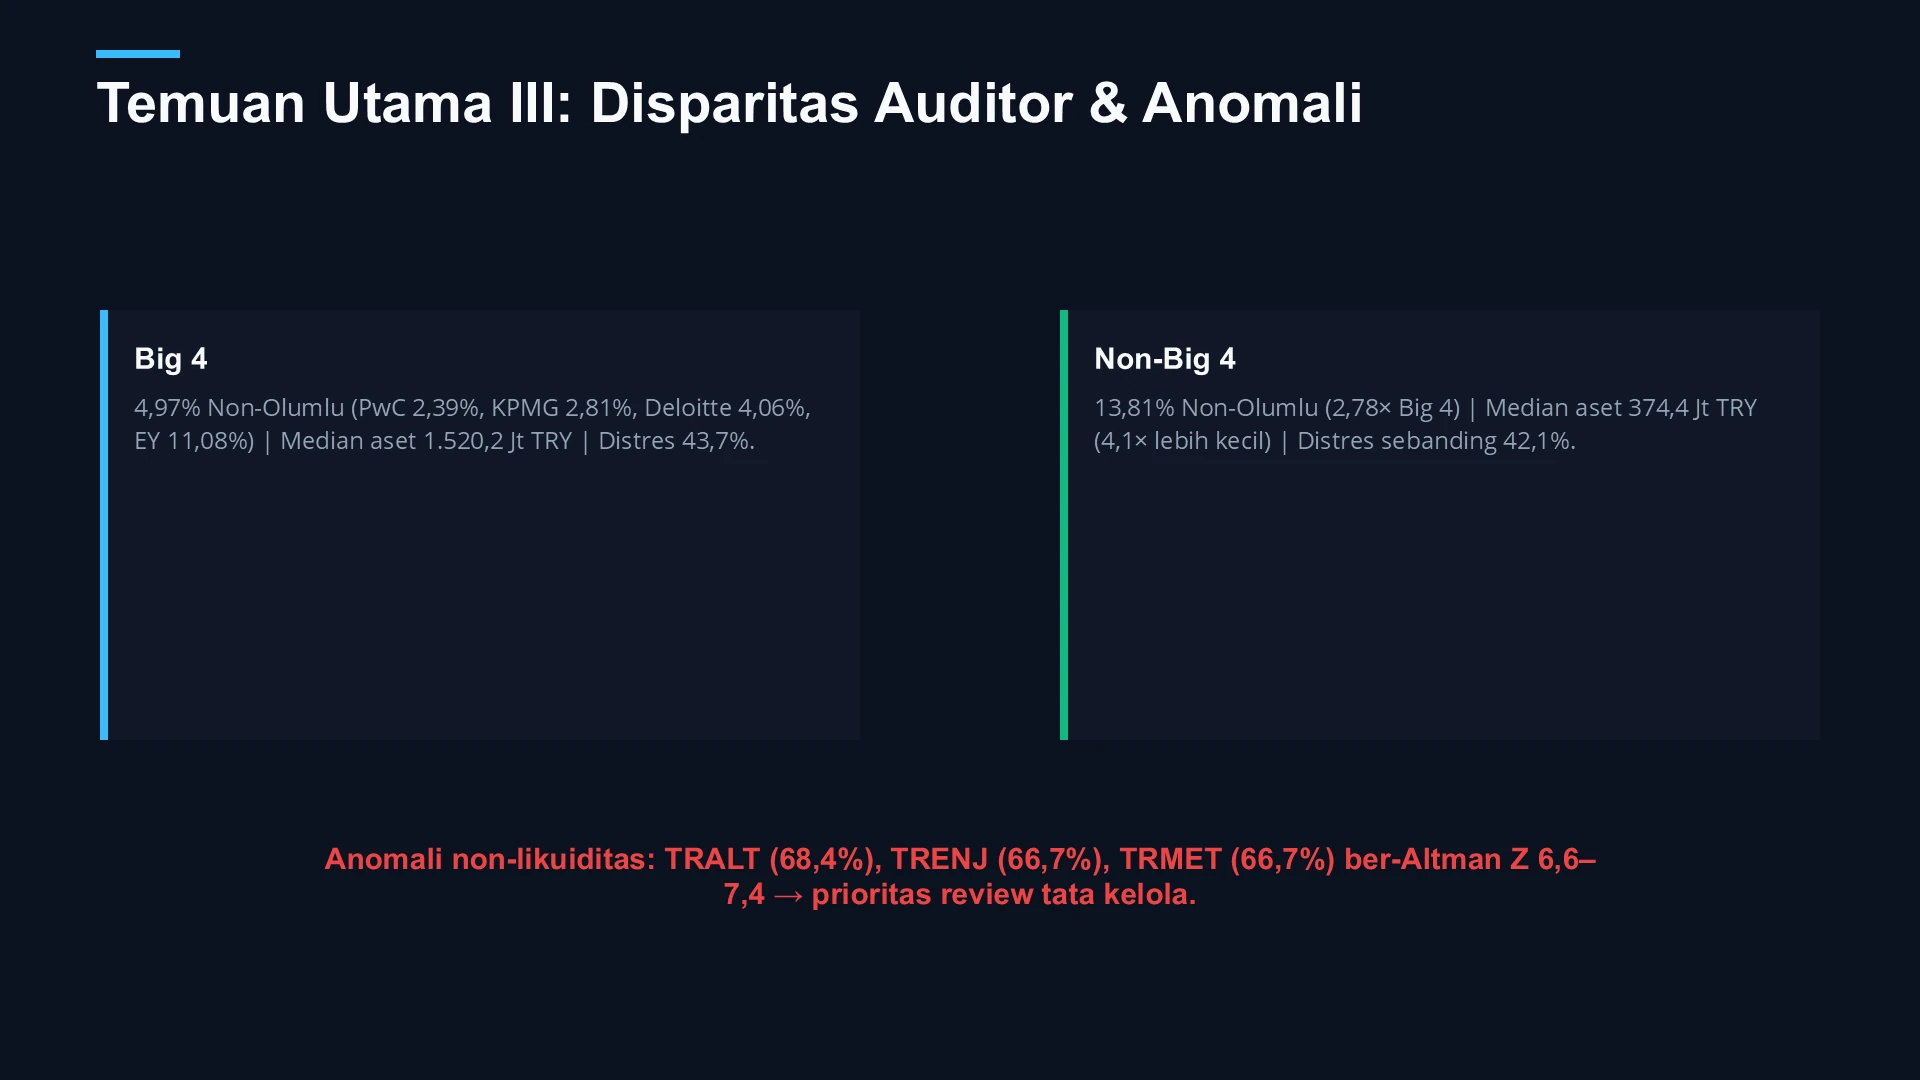 Temuan Utama III: Disparitas Auditor & Anomali
Big 4
4,97% Non-Olumlu (PwC 2,39%, KPMG 2,81%, Deloitte 4,06%,
EY 11,08%) | Median aset 1.520,2 Jt TRY | Distres 43,7%.
Non-Big 4
13,81% Non-Olumlu (2,78× Big 4) | Median aset 374,4 Jt TRY
(4,1× lebih kecil) | Distres sebanding 42,1%.
Anomali non-likuiditas: TRALT (68,4%), TRENJ (66,7%), TRMET (66,7%) ber-Altman Z 6,6–
7,4 → prioritas review tata kelola.